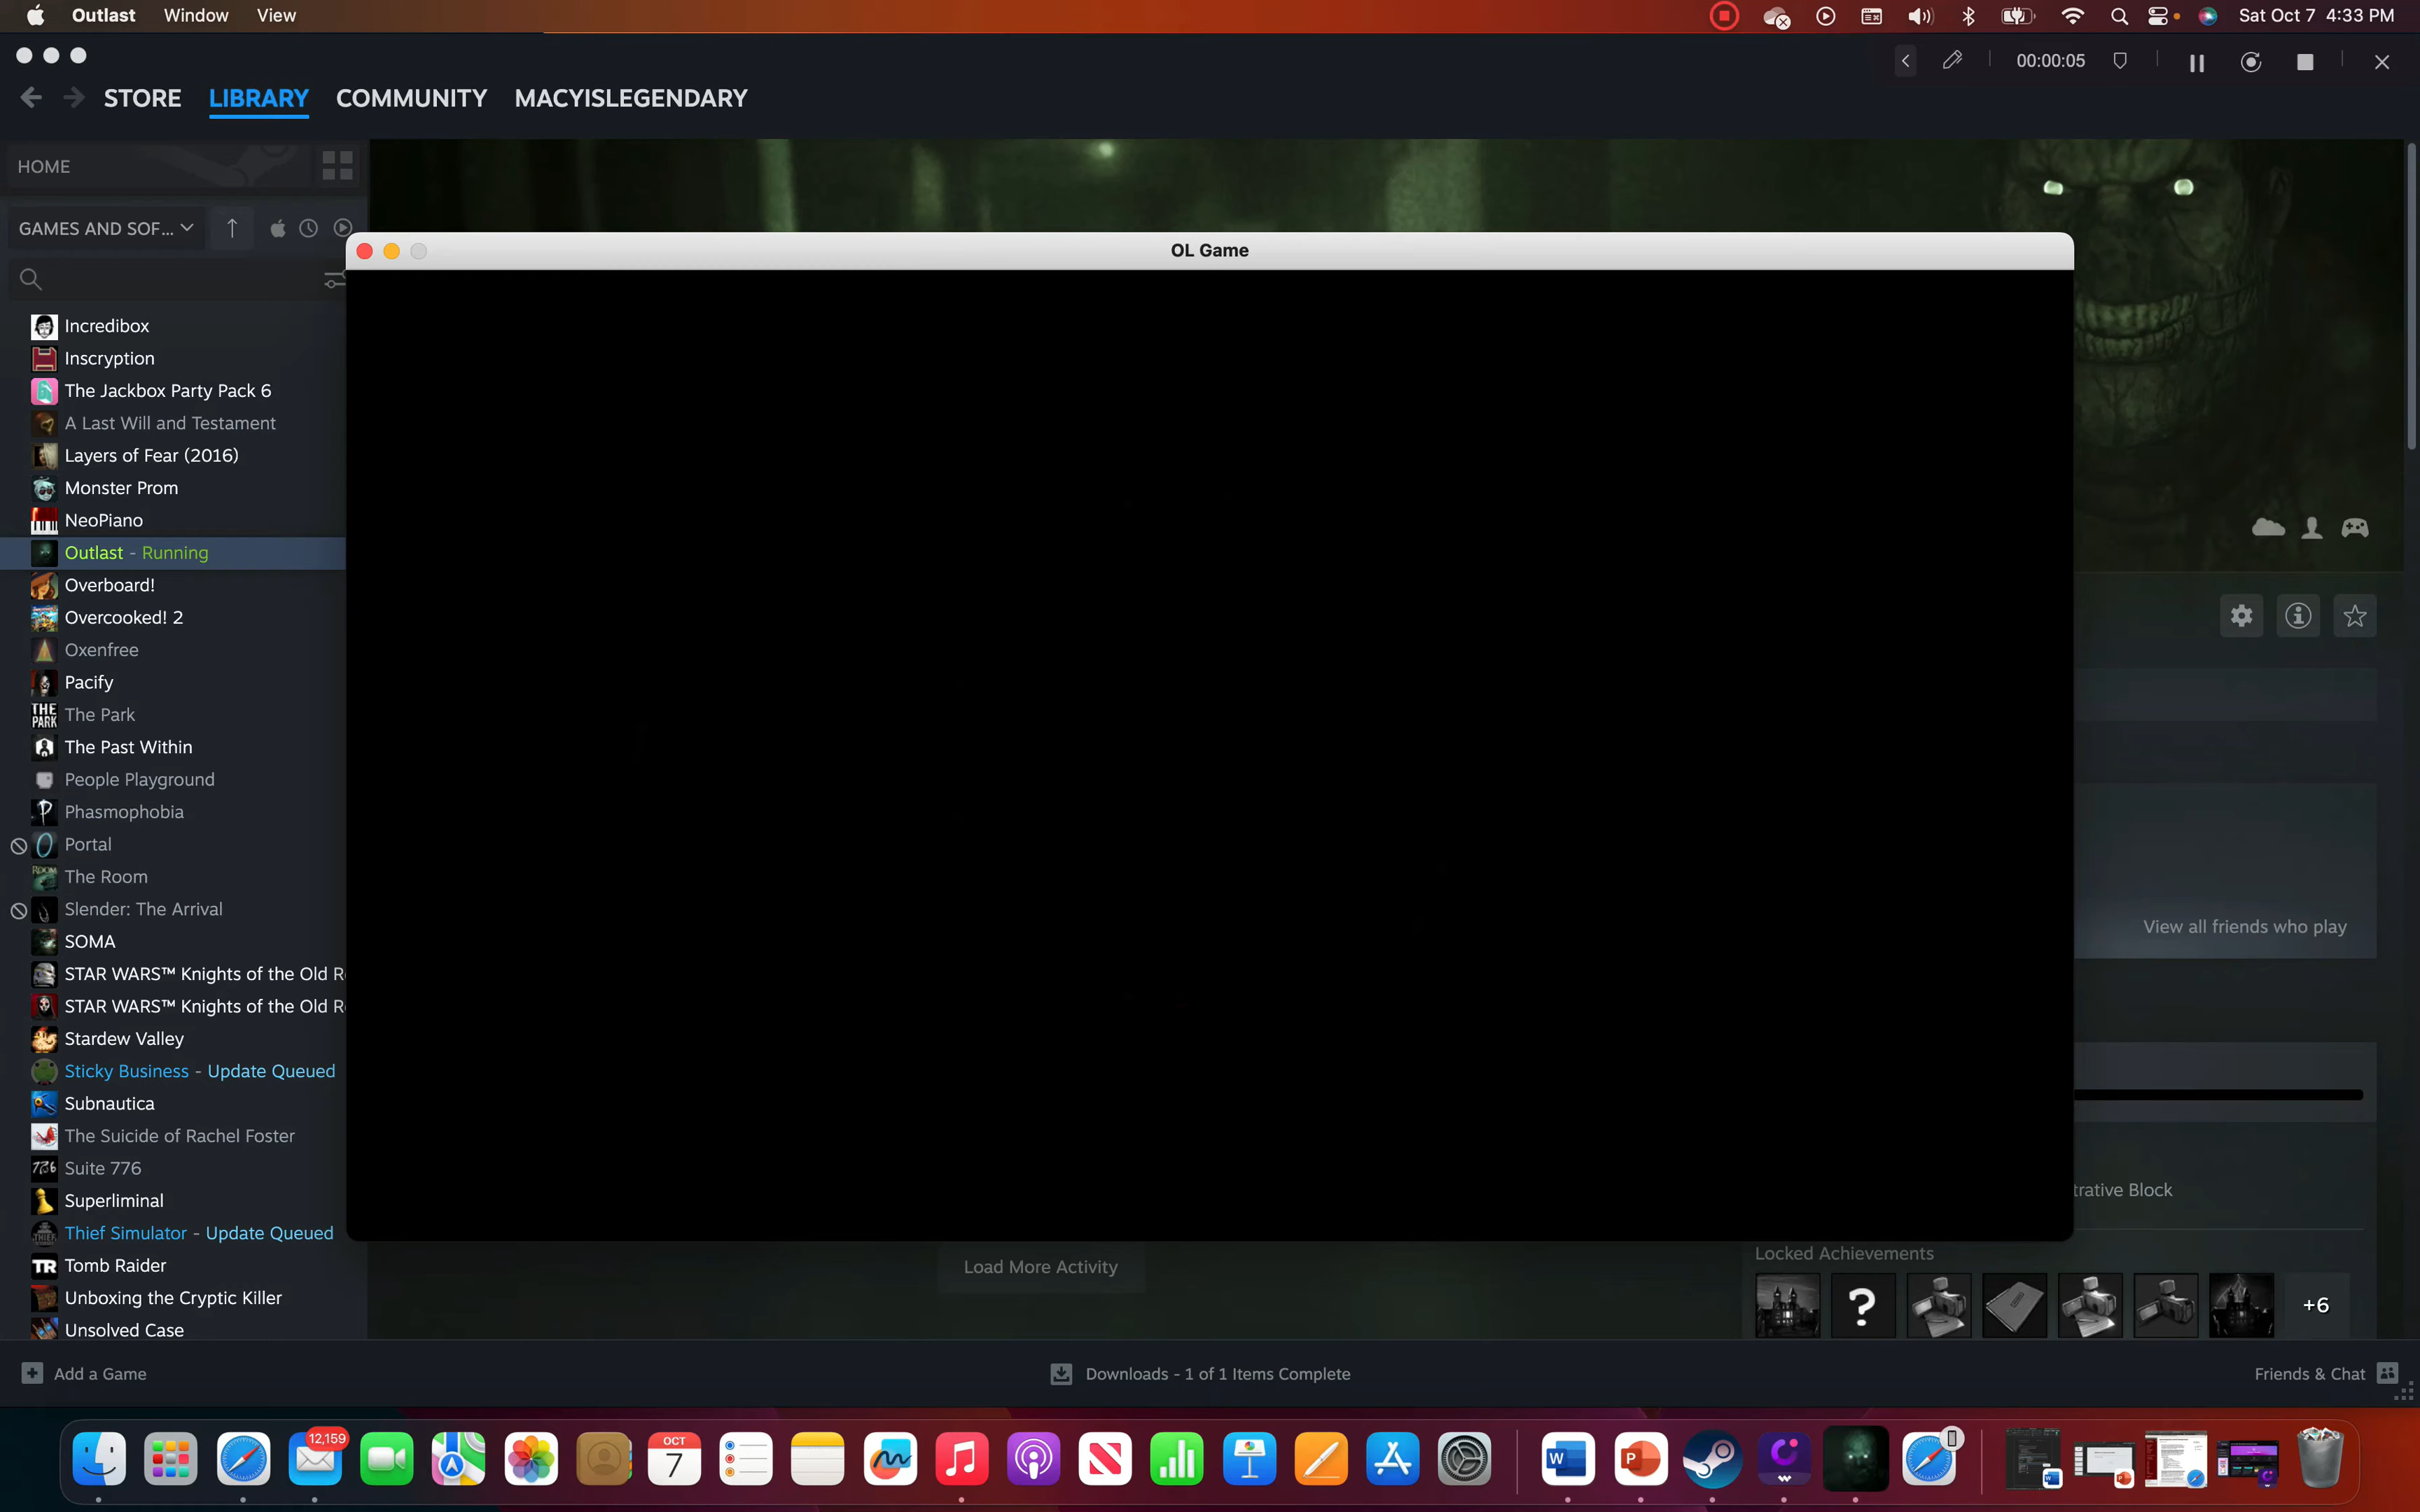 Outlast Window View Sat Oct 7 4:33 PM
00:00:05
STORE LIBRARY COMMUNITY MACYISLEGENDARY
HOME
GAMES AND SOF...
OL Game
Incredibox
Inscryption
The Jackbox Party Pack 6
A Last Will and Testament
Layers of Fear (2016)
Monster Prom
NeoPiano
Outlast - Running
Overboard!
Overcooked! 2
Oxenfree
Pacify
THE PARK The Park
The Past Within
People Playground
Phasmophobia
Portal
ROOM The Room
Slender: The Arrival
View all friends who play
SOMA
STAR WARS™ Knights of the Old R
STAR WARS™ Knights of the Old R
Stardew Valley
Sticky Business - Update Queued
Subnautica
The Suicide of Rachel Foster
776 Suite 776
trative Block
Superliminal
Thief Simulator - Update Queued
TR Tomb Raider
Unboxing the Cryptic Killer
Unsolved Case
Load More Activity
Locked Achievements
?
+6
Add a Game
Downloads - 1 of 1 Items Complete
Friends & Chat
12,159
OCT
7
W
P